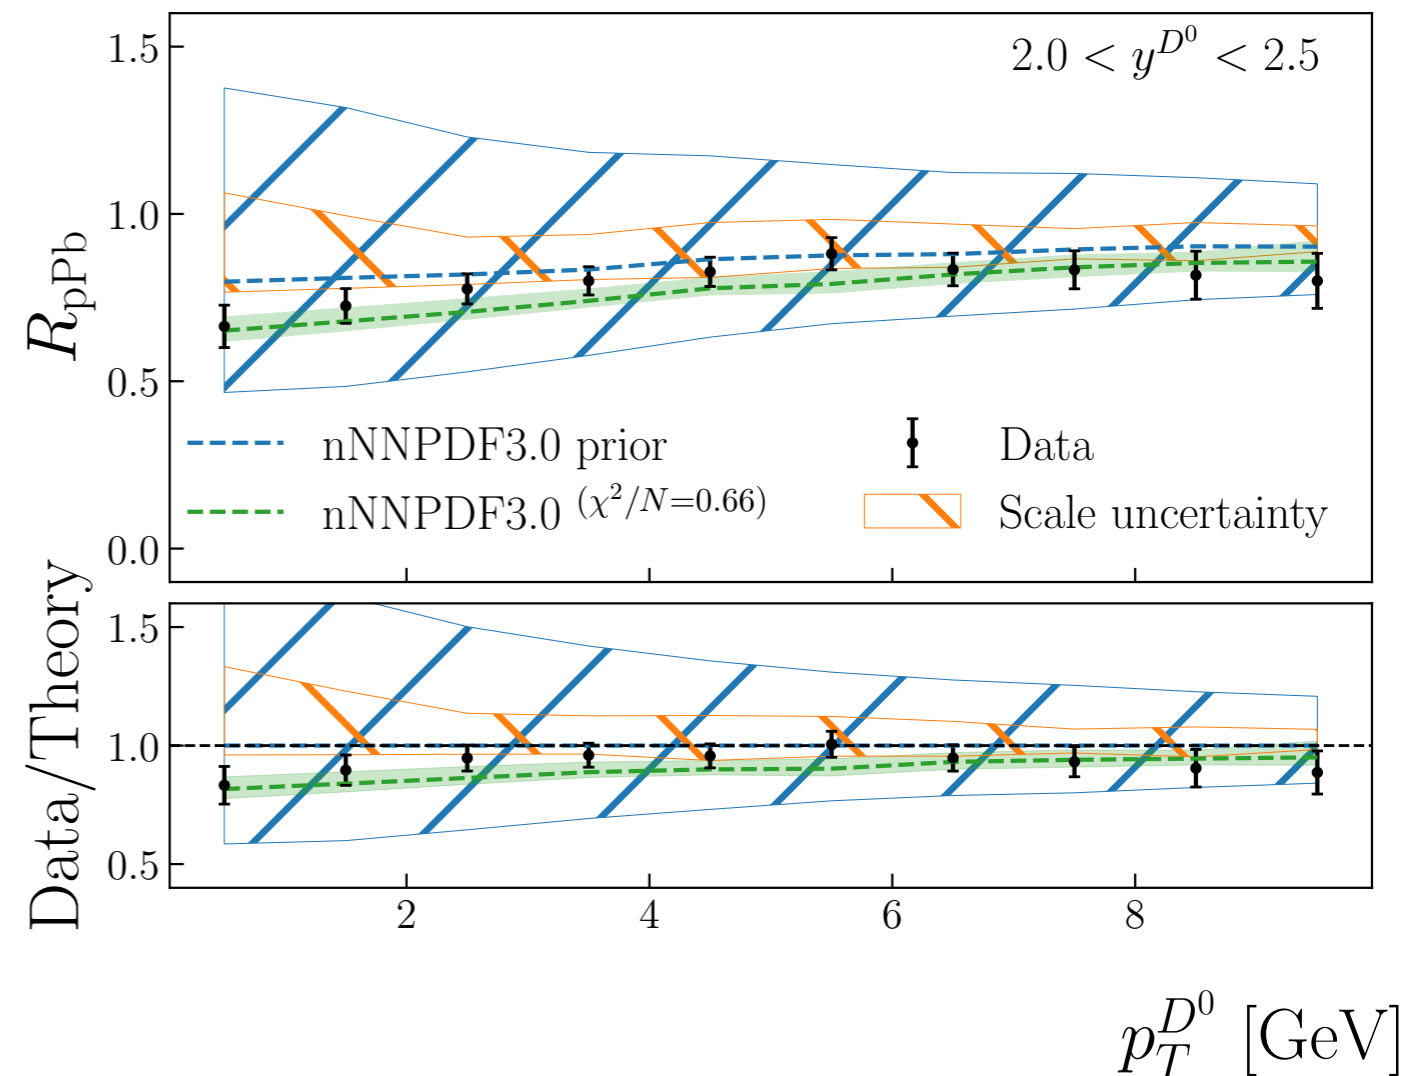 1.5
2.0 < y^{D^0} < 2.5
1.0
R_{pPb}
0.5
nNNPDF3.0 prior
Data
nNNPDF3.0 (χ²/N=0.66)
Scale uncertainty
0.0
1.5
Data/Theory
1.0
0.5
2 4 6 8
p_T^{D^0} [GeV]